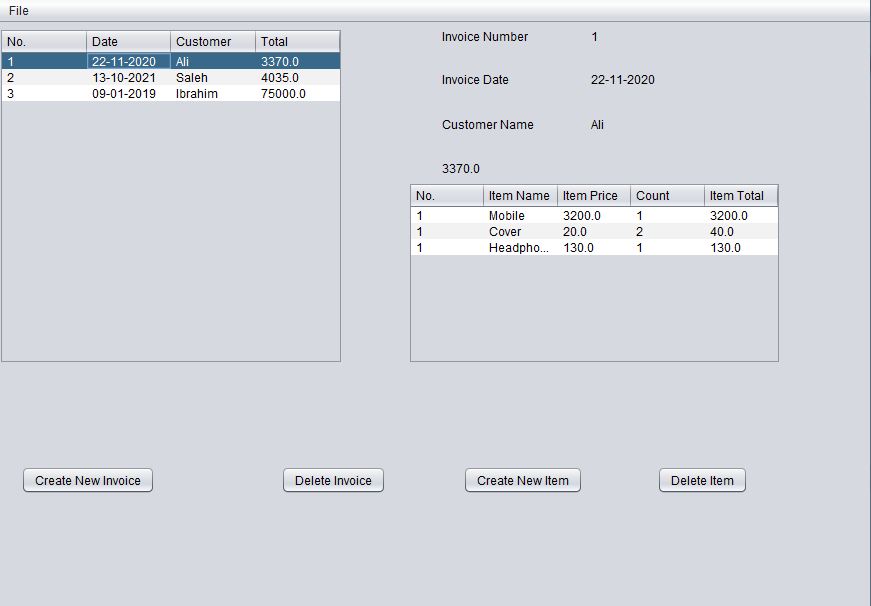 File
No. Date Customer Total
1 22-11-2020 Ali 3370.0
2 13-10-2021 Saleh 4035.0
3 09-01-2019 Ibrahim 75000.0
Invoice Number 1
Invoice Date 22-11-2020
Customer Name Ali
3370.0
No. Item Name Item Price Count Item Total
1 Mobile 3200.0 1 3200.0
1 Cover 20.0 2 40.0
1 Headpho... 130.0 1 130.0
Create New Invoice Delete Invoice Create New Item Delete Item